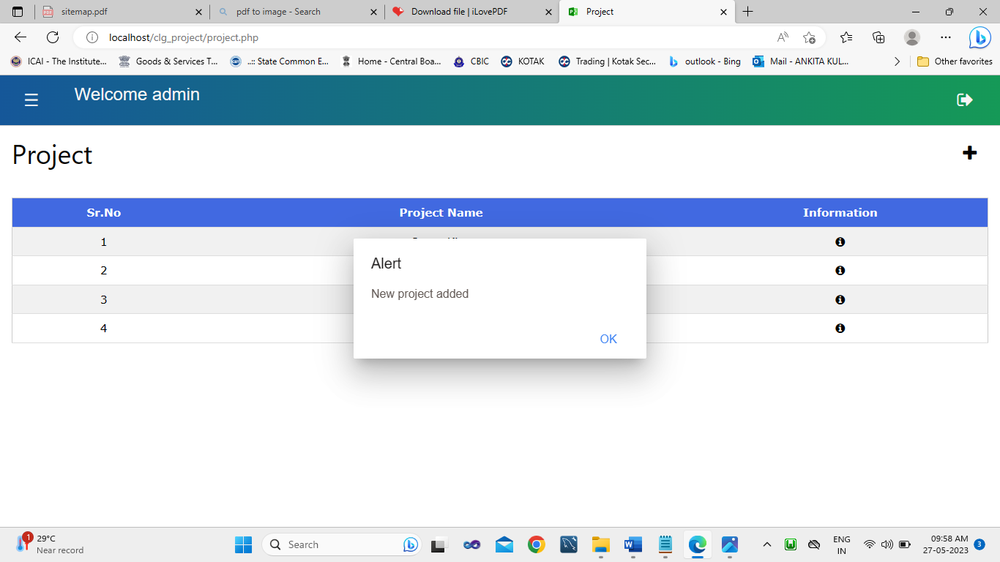 sitemap.pdf
pdf to image - Search
Download file | iLovePDF
Project
localhost/clg_project/project.php
ICAI - The Institute...
Goods & Services T...
..:: State Common E...
Home - Central Boa...
CBIC
KOTAK
Trading | Kotak Sec...
outlook - Bing
Mail - ANKITA KUL...
Other favorites
Welcome admin
Project
Sr.No Project Name Information
1
2
3
4
Alert
New project added
OK
1
29°C
Near record
Search
ENG
IN
09:58 AM
27-05-2023
3